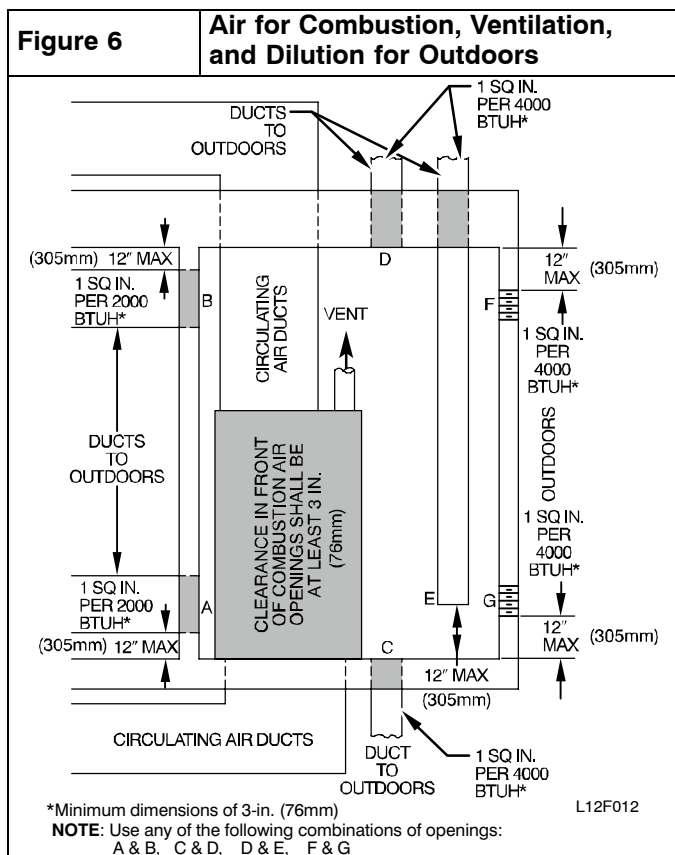 Figure 6
Air for Combustion, Ventilation,
and Dilution for Outdoors
DUCTS
TO
OUTDOORS
1 SQ IN.
PER 4000
BTUH*
12" MAX
(305mm)
1 SQ IN.
PER 2000
BTUH*
B
CIRCULATING
AIR DUCTS
VENT
D
12"
MAX
(305mm)
F
1 SQ IN.
PER
4000
BTUH*
DUCTS
TO
OUTDOORS
CLEARANCE IN FRONT
OF COMBUSTION AIR
OPENINGS SHALL BE
AT LEAST 3 IN.
(76mm)
OUTDOORS
1 SQ IN.
PER
4000
BTUH*
1 SQ IN.
PER 2000
BTUH*
A
E
G
(305mm) 12" MAX
C
12" MAX
(305mm)
12"
MAX
(305mm)
CIRCULATING AIR DUCTS
DUCT
TO
OUTDOORS
1 SQ IN.
PER 4000
BTUH*
*Minimum dimensions of 3-in. (76mm)
L12F012
NOTE: Use any of the following combinations of openings:
A & B, C & D, D & E, F & G